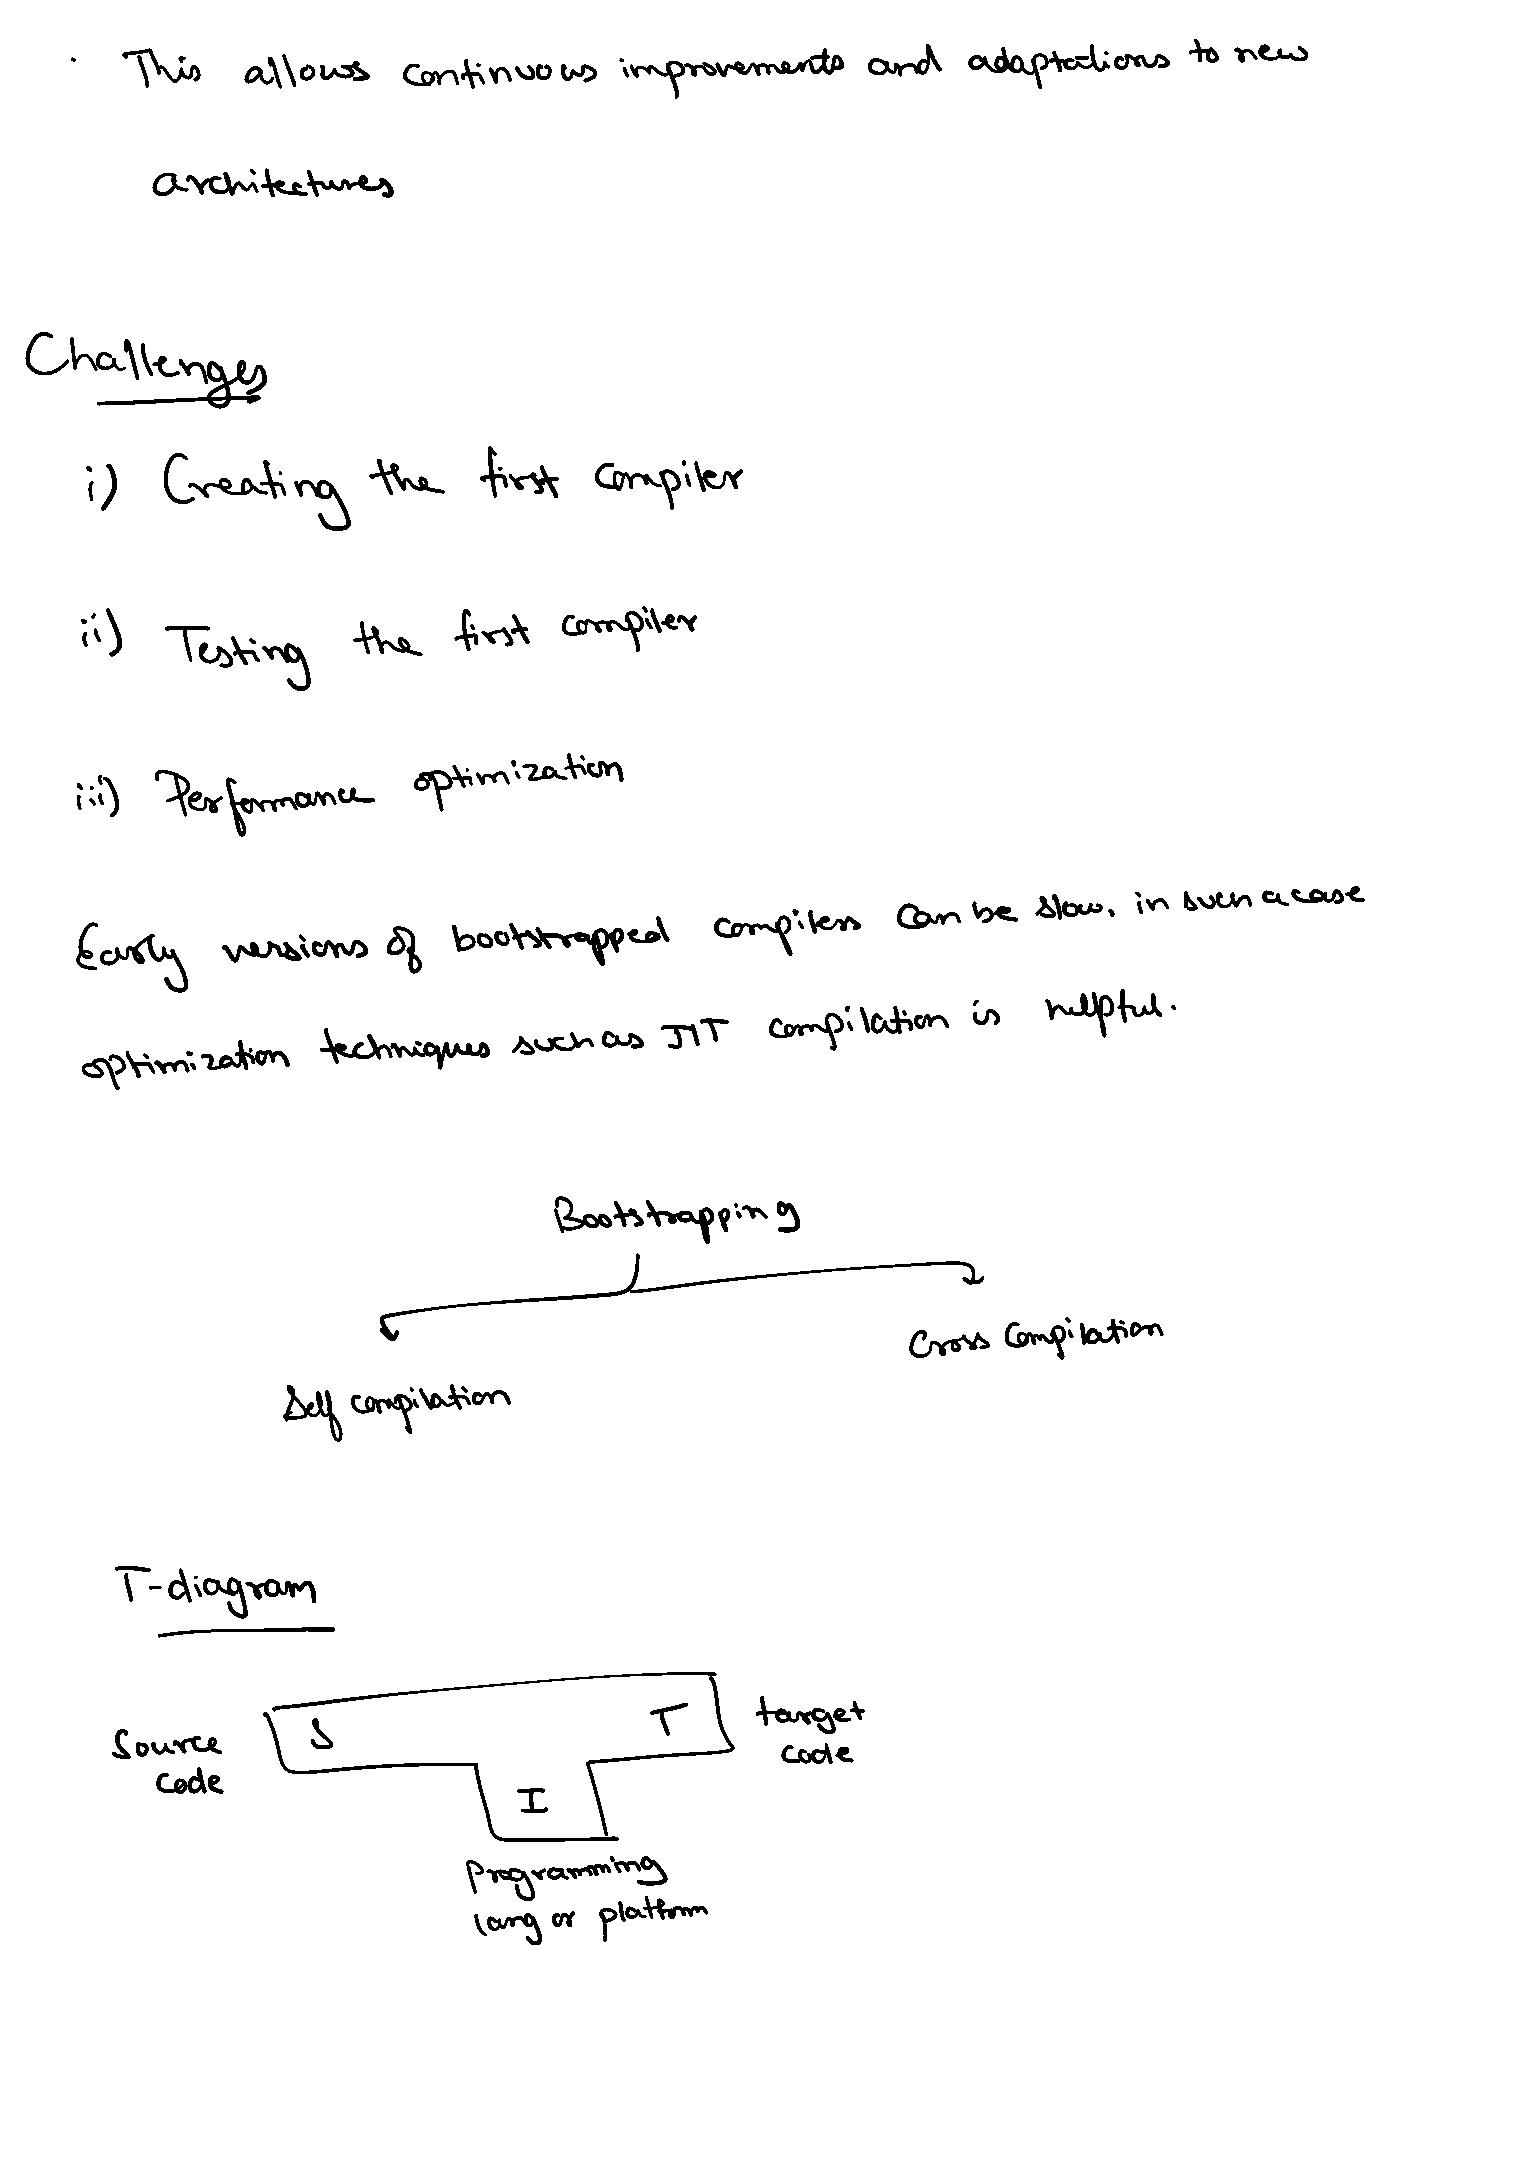 · This allows continuous improvements and adaptations to new
architectures
Challenges
i) Creating the first compiler
ii) Testing the first compiler
iii) Performance optimization
Early versions of bootstrapped compilers can be slow, in such a case
optimization techniques such as JIT compilation is helpful.
Bootstrapping
Cross Compilation
Self compilation
T-diagram
S T
Source
code
target
code
I
Programming
lang or platform